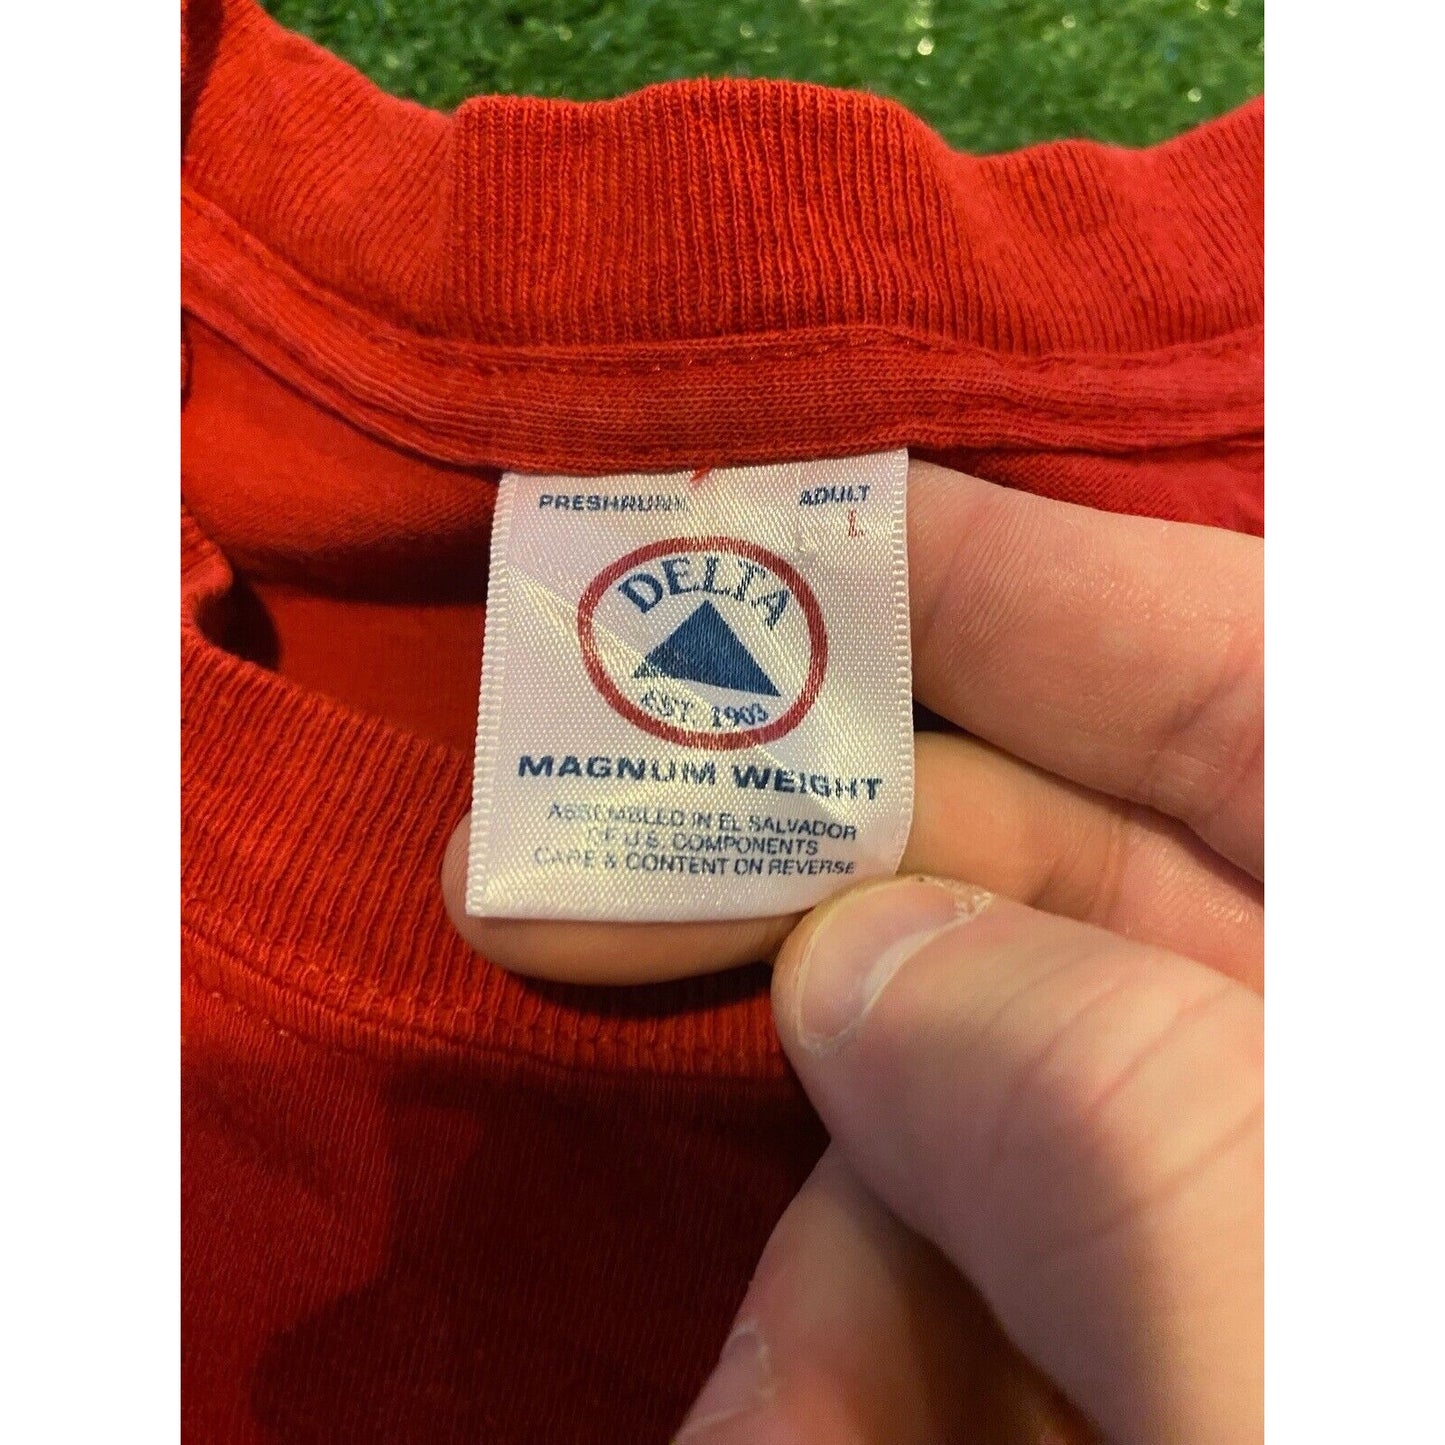 PRESHRUNK
ADULT
L
DELTA
EST. 1903
MAGNUM WEIGHT
ASSEMBLED IN EL SALVADOR
OF U.S. COMPONENTS
CARE & CONTENT ON REVERSE